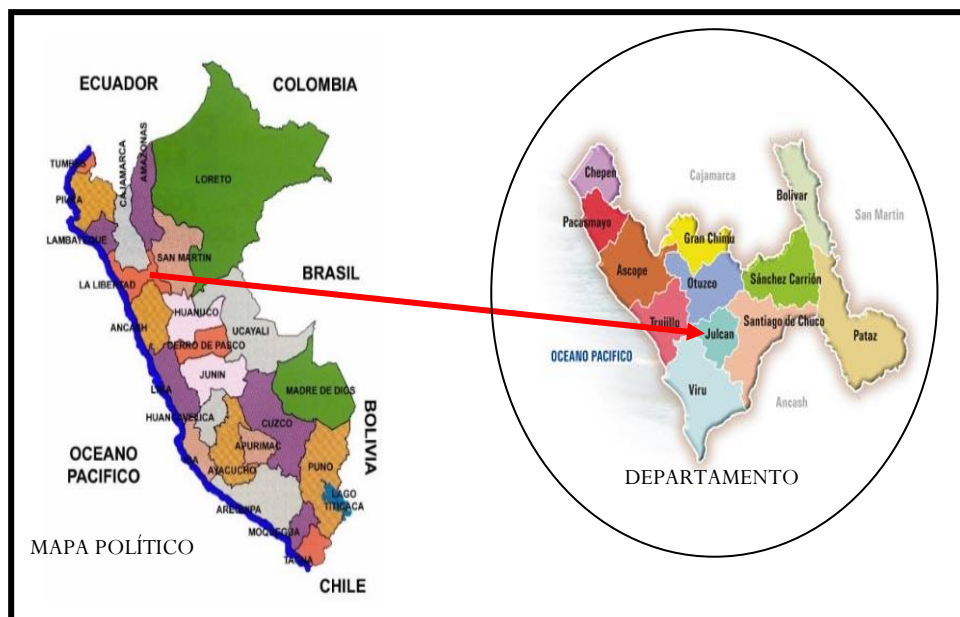 ECUADOR
COLOMBIA
TUMBES
CAJAMARCA
AMAZONAS
LORETO
PIURA
LAMBAYEQUE
SAN MARTIN
BRASIL
LA LIBERTAD
ANCASH
HUANUCO
UCAYALI
CERRO DE PASCO
JUNIN
LIMA
MADRE DE DIOS
HUANCAVELICA
CUZCO
BOLIVIA
OCEANO
PACIFICO
ICA
APURIMAC
AYACUCHO
PUNO
LAGO
TITICACA
AREQUIPA
MOQUEGUA
TACNA
MAPA POLÍTICO
CHILE
Chepen
Cajamarca
Bolivar
Pacasmayo
San Martín
Gran Chimu
Ascope
Otuzco
Sánchez Carrión
Trujillo
Julcan
Santiago de Chuco
Pataz
OCEANO PACIFICO
Viru
Ancash
DEPARTAMENTO